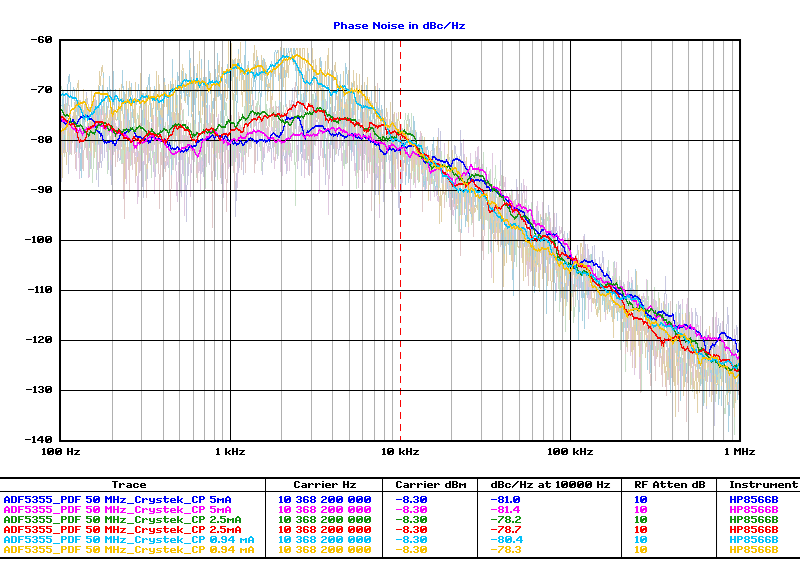 Phase Noise in dBc/Hz
-60
-70
-80
-90
-100
-110
-120
-130
-140
100 Hz 1 kHz 10 kHz 100 kHz 1 MHz
Trace Carrier Hz Carrier dBm dBc/Hz at 10000 Hz RF Atten dB Instrument
ADF5355_PDF 50 MHz_Crystek_CP 5mA 10 368 200 000 -8.30 -81.0 10 HP8566B
ADF5355_PDF 50 MHz_Crystek_CP 5mA 10 368 200 000 -8.30 -81.4 10 HP8566B
ADF5355_PDF 50 MHz_Crystek_CP 2.5mA 10 368 200 000 -8.30 -78.2 10 HP8566B
ADF5355_PDF 50 MHz_Crystek_CP 2.5mA 10 368 200 000 -8.30 -78.7 10 HP8566B
ADF5355_PDF 50 MHz_Crystek_CP 0.94 mA 10 368 200 000 -8.30 -80.4 10 HP8566B
ADF5355_PDF 50 MHz_Crystek_CP 0.94 mA 10 368 200 000 -8.30 -78.3 10 HP8566B